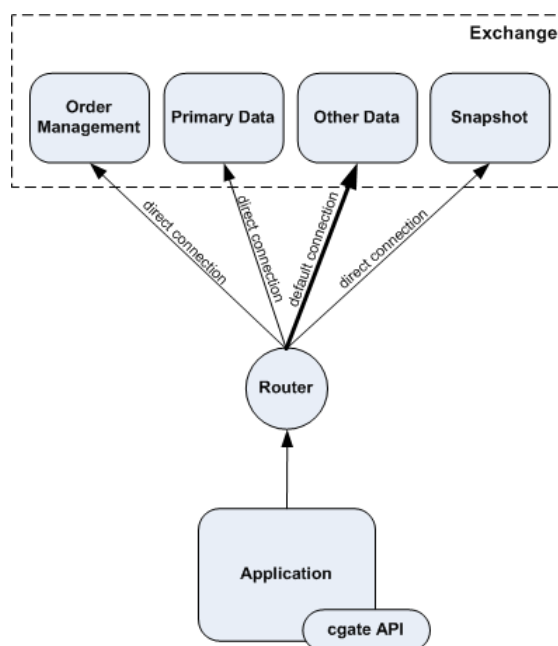 Exchange
Order
Management
Primary Data
Other Data
Snapshot
direct connection
direct connection
default connection
direct connection
Router
Application
cgate API